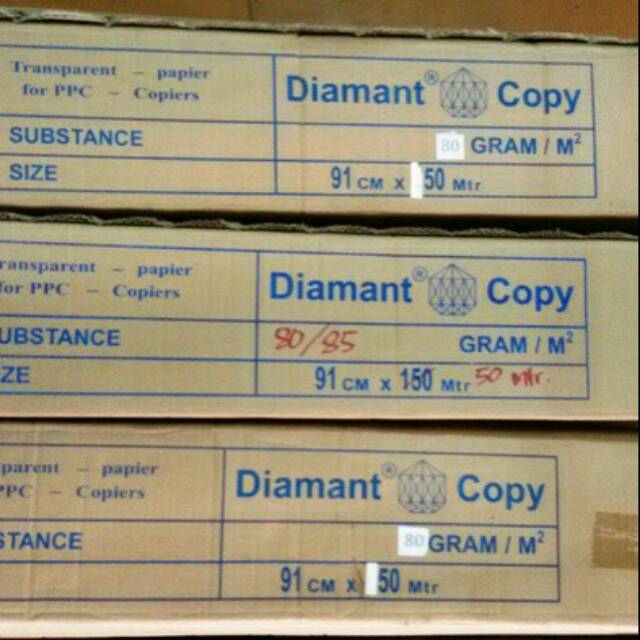 Transparent – papier
for PPC – Copiers
Diamant® Copy
SUBSTANCE 80 GRAM / M²
SIZE 91 CM X 50 Mtr
ransparent – papier
for PPC – Copiers
Diamant® Copy
UBSTANCE 80/85 GRAM / M²
ZE 91 CM X 150 Mtr 50 mtr.
parent – papier
PPC – Copiers
Diamant® Copy
STANCE 80 GRAM / M²
91 CM X 50 Mtr